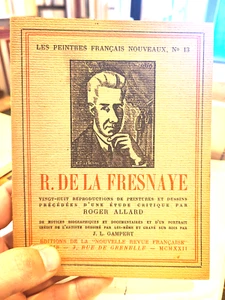 LES PEINTRES FRANÇAIS NOUVEAUX, Nº 13
R. DE LA FRESNAYE
VINGT-HUIT REPRODUCTIONS DE PEINTURES ET DESSINS
PRÉCÉDÉES D'UNE ÉTUDE CRITIQUE PAR
ROGER ALLARD
DE NOTICES BIOGRAPHIQUES ET DOCUMENTAIRES ET D'UN PORTRAIT
INÉDIT DE L'ARTISTE DESSINÉ PAR LUI-MÊME ET GRAVÉ SUR BOIS PAR
J. L. GAMPERT
ÉDITIONS DE LA "NOUVELLE REVUE FRANÇAISE"
3, RUE DE GRENELLE — MCMXXII